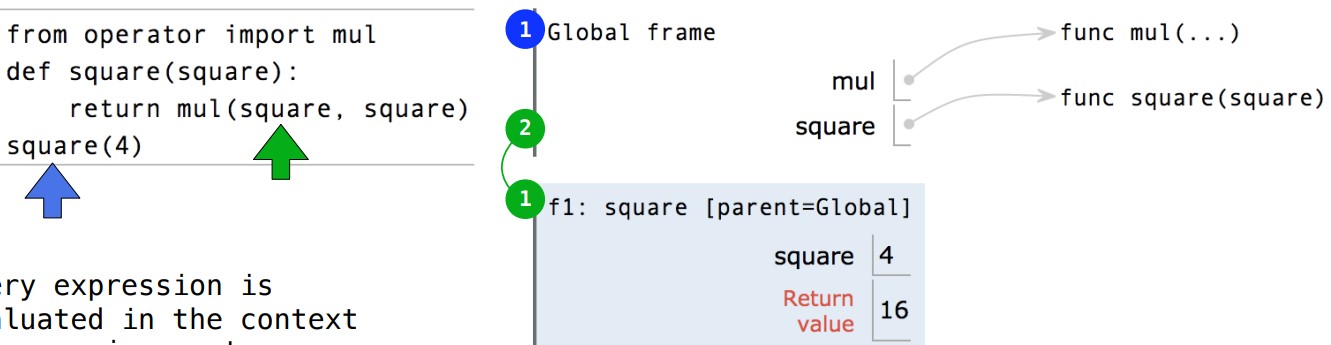 from operator import mul
def square(square):
    return mul(square, square)
square(4)
ery expression is
luated in the context
1 Global frame
mul
square
func mul(...)
func square(square)
2
1 f1: square [parent=Global]
square 4
Return
value 16